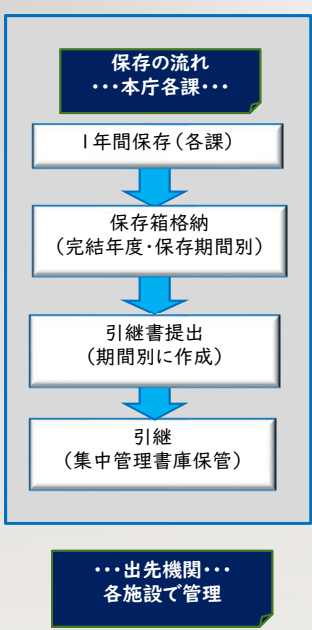 保存の流れ
･･･本庁各課･･･
1年間保存(各課)
保存箱格納
(完結年度･保存期間別)
引継書提出
(期間別に作成)
引継
(集中管理書庫保管)
･･･出先機関･･･
各施設で管理